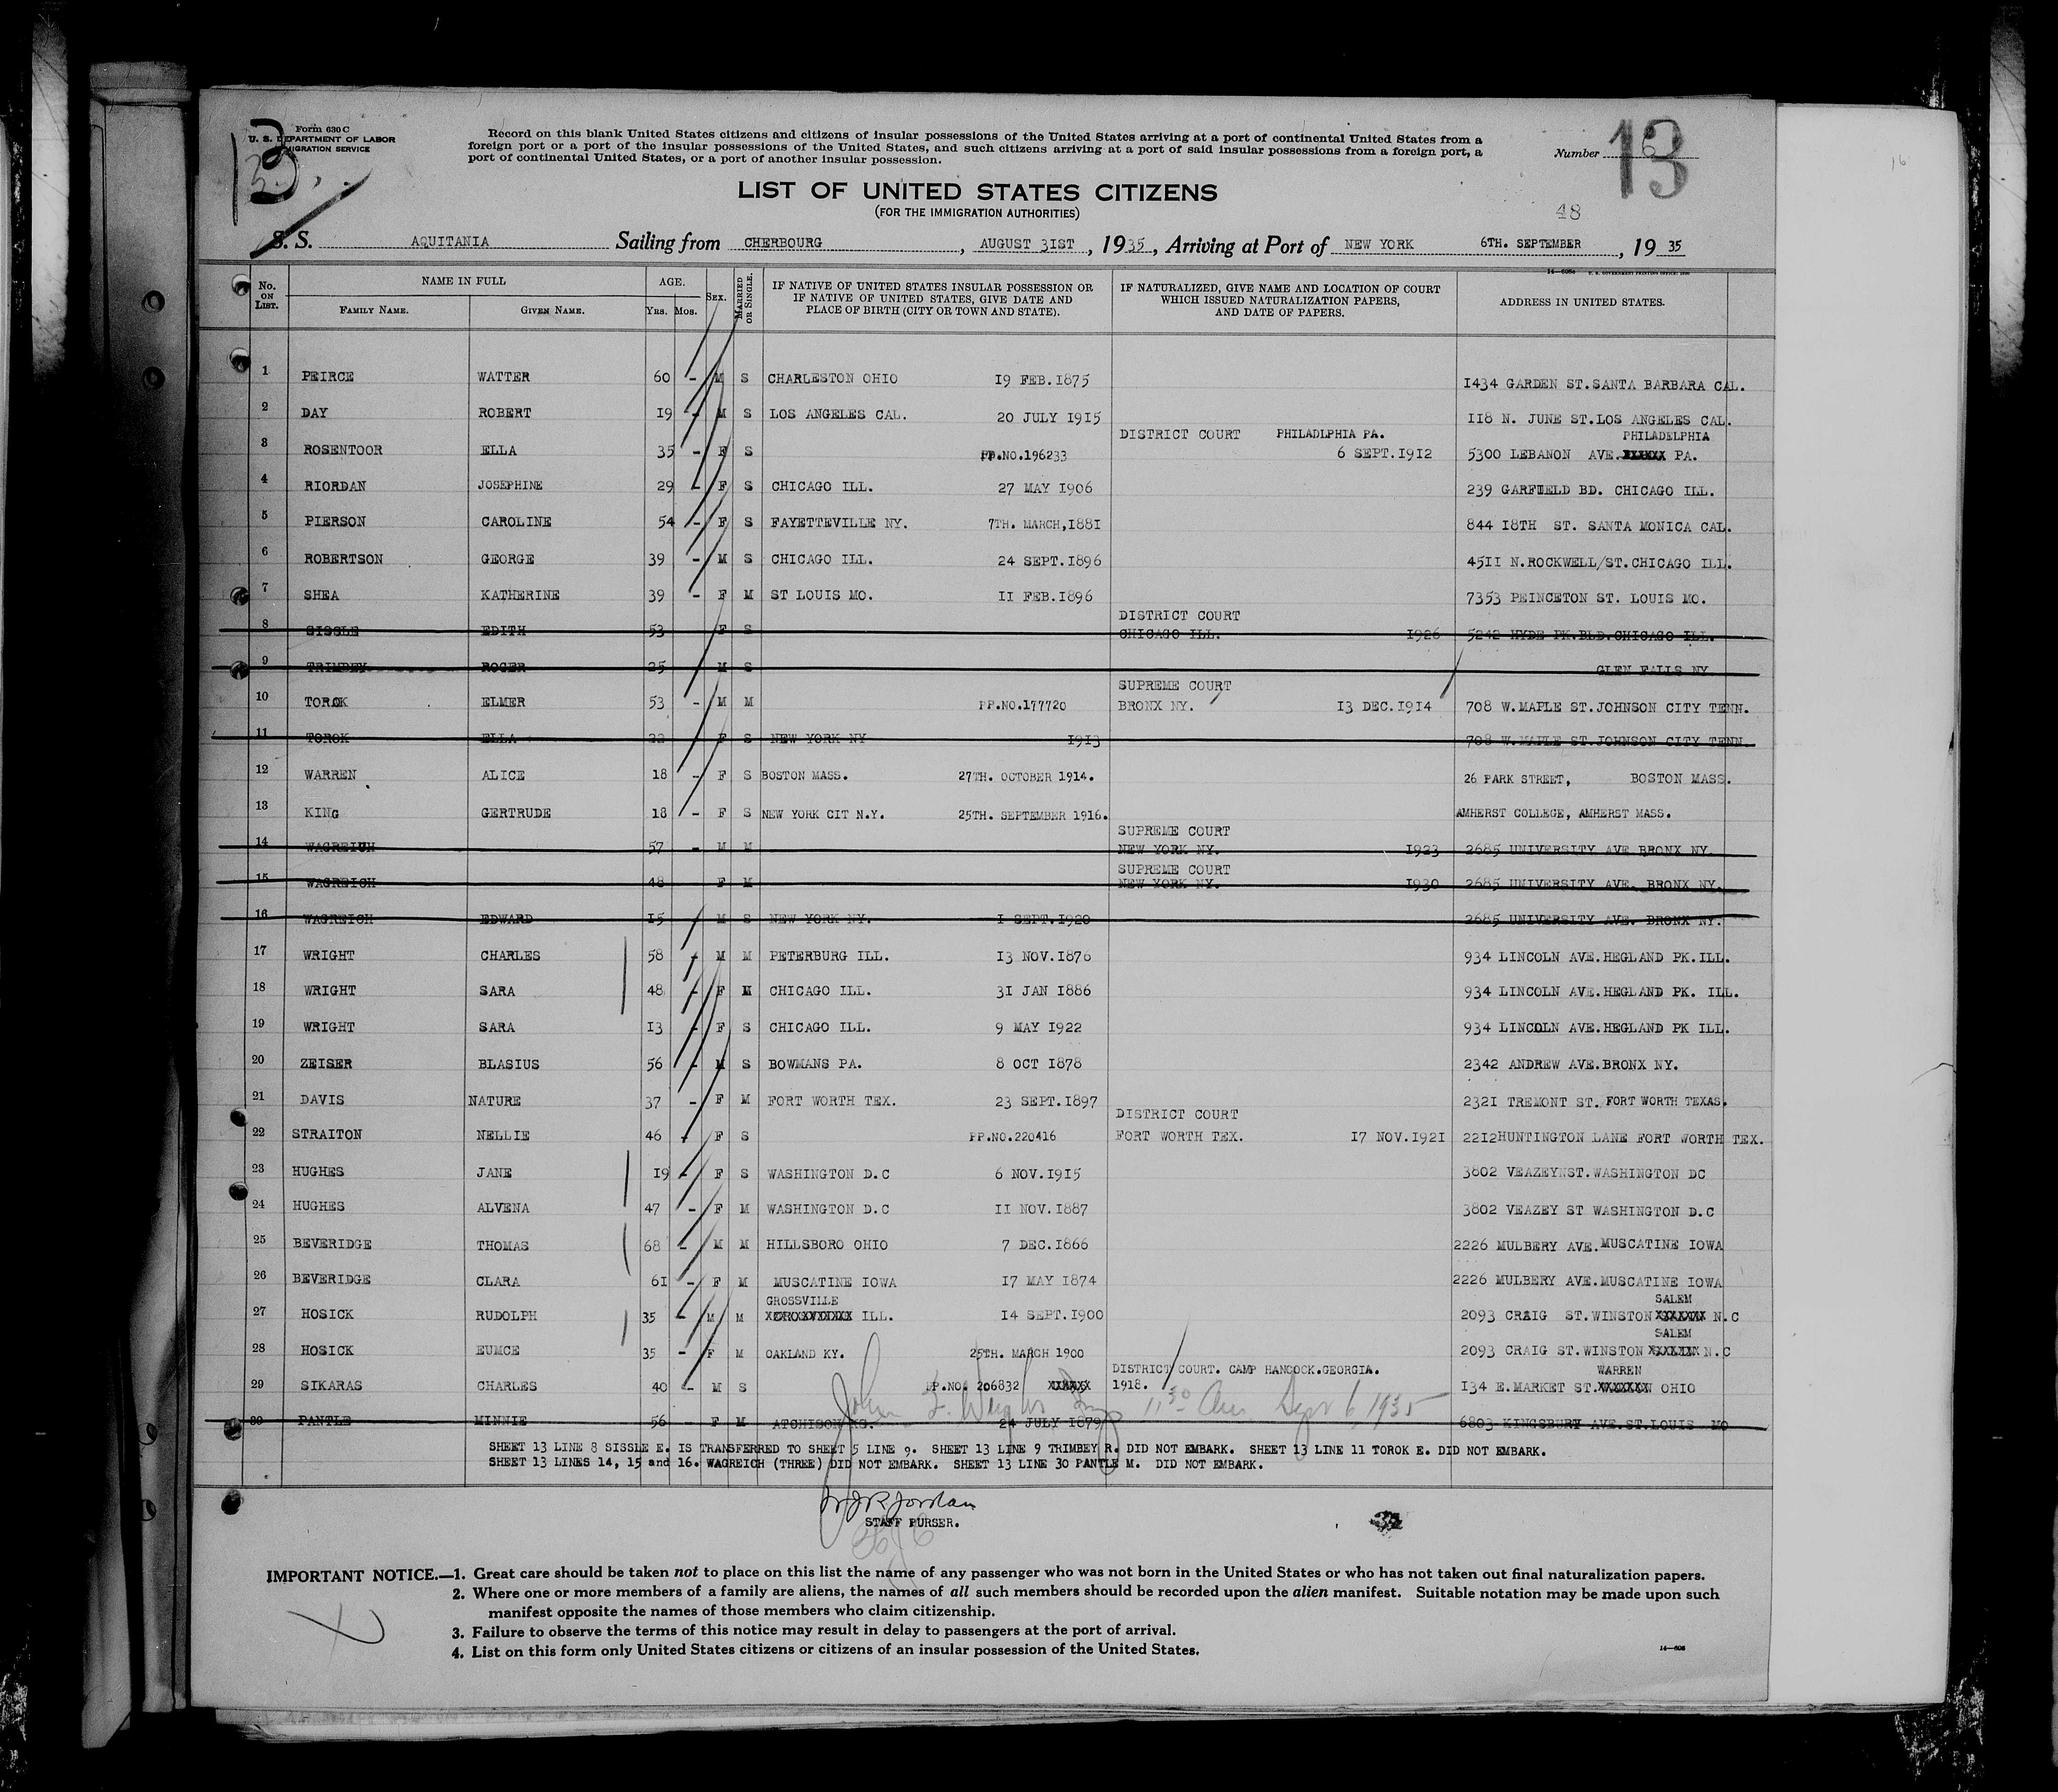 Form 630 C
U. S. DEPARTMENT OF LABOR
IMMIGRATION SERVICE
13
Record on this blank United States citizens and citizens of insular possessions of the United States arriving at a port of continental United States from a
foreign port or a port of the insular possessions of the United States, and such citizens arriving at a port of said insular possessions from a foreign port, a
port of continental United States, or a port of another insular possession.
Number 13
LIST OF UNITED STATES CITIZENS
(FOR THE IMMIGRATION AUTHORITIES)
48
S. S. AQUITANIA Sailing from CHERBOURG, AUGUST 31ST, 1935, Arriving at Port of NEW YORK 6TH. SEPTEMBER, 1935
No. ON LIST. NAME IN FULL FAMILY NAME. GIVEN NAME. AGE. YRS. MOS. SEX. MARRIED OR SINGLE. IF NATIVE OF UNITED STATES INSULAR POSSESSION OR IF NATIVE OF UNITED STATES, GIVE DATE AND PLACE OF BIRTH (CITY OR TOWN AND STATE). IF NATURALIZED, GIVE NAME AND LOCATION OF COURT WHICH ISSUED NATURALIZATION PAPERS, AND DATE OF PAPERS. ADDRESS IN UNITED STATES.
1 PEIRCE WATTER 60 - M S CHARLESTON OHIO 19 FEB.1875 1434 GARDEN ST.SANTA BARBARA CAL.
2 DAY ROBERT 19 - M S LOS ANGELES CAL. 20 JULY 1915 118 N. JUNE ST.LOS ANGELES CAL.
DISTRICT COURT PHILADLPHIA PA. PHILADELPHIA
3 ROSENTOOR ELLA 35 - F S PP.NO.196233 6 SEPT.1912 5300 LEBANON AVE. PA.
4 RIORDAN JOSEPHINE 29 - F S CHICAGO ILL. 27 MAY 1906 239 GARFIELD BD. CHICAGO ILL.
5 PIERSON CAROLINE 54 - F S FAYETTEVILLE NY. 7TH. MARCH,1881 844 18TH ST. SANTA MONICA CAL.
6 ROBERTSON GEORGE 39 - M S CHICAGO ILL. 24 SEPT.1896 4511 N.ROCKWELL/ST.CHICAGO ILL.
7 SHEA KATHERINE 39 - F M ST LOUIS MO. 11 FEB.1896 7353 PEINCETON ST. LOUIS MO.
DISTRICT COURT
8 SISSLE EDITH 53 F S CHICAGO ILL. 1926 5242 HYDE PK.BLD.CHICAGO ILL.
9 TRIMBEY ROGER 25 M S GLEN FALLS NY
SUPREME COURT
10 TOROK ELMER 53 - M M PP.NO.177720 BRONX NY. 13 DEC.1914 708 W.MAPLE ST.JOHNSON CITY TENN.
11 TOROK ELLA 22 F S NEW YORK NY 1913 708 W.MAPLE ST.JOHNSON CITY TENN.
12 WARREN ALICE 18 - F S BOSTON MASS. 27TH. OCTOBER 1914. 26 PARK STREET, BOSTON MASS.
13 KING GERTRUDE 18 - F S NEW YORK CIT N.Y. 25TH. SEPTEMBER 1916. AMHERST COLLEGE, AMHERST MASS.
SUPREME COURT
14 WAGREICH 57 - M M NEW YORK NY. 1923 2685 UNIVERSITY AVE BRONX NY.
SUPREME COURT
15 WAGREICH 48 F M NEW YORK NY. 1930 2685 UNIVERSITY AVE. BRONX NY.
16 WAGREICH EDWARD 15 M S NEW YORK NY. 1 SEPT.1920 2685 UNIVERSITY AVE. BRONX NY.
17 WRIGHT CHARLES 58 - M M PETERBURG ILL. 13 NOV.1876 934 LINCOLN AVE.HEGLAND PK.ILL.
18 WRIGHT SARA 48 - F M CHICAGO ILL. 31 JAN 1886 934 LINCOLN AVE.HEGLAND PK. ILL.
19 WRIGHT SARA 13 - F S CHICAGO ILL. 9 MAY 1922 934 LINCOLN AVE.HEGLAND PK ILL.
20 ZEISER BLASIUS 56 - M S BOWMANS PA. 8 OCT 1878 2342 ANDREW AVE.BRONX NY.
21 DAVIS NATURE 37 - F M FORT WORTH TEX. 23 SEPT.1897 2321 TREMONT ST. FORT WORTH TEXAS.
DISTRICT COURT
22 STRAITON NELLIE 46 - F S PP.NO.220416 FORT WORTH TEX. 17 NOV.1921 2212HUNTINGTON LANE FORT WORTH TEX.
23 HUGHES JANE 19 - F S WASHINGTON D.C 6 NOV.1915 3802 VEAZEYNST.WASHINGTON DC
24 HUGHES ALVENA 47 - F M WASHINGTON D.C 11 NOV.1887 3802 VEAZEY ST WASHINGTON D.C
25 BEVERIDGE THOMAS 68 - M M HILLSBORO OHIO 7 DEC.1866 2226 MULBERY AVE.MUSCATINE IOWA
26 BEVERIDGE CLARA 61 - F M MUSCATINE IOWA 17 MAY 1874 2226 MULBERY AVE.MUSCATINE IOWA
GROSSVILLE SALEM
27 HOSICK RUDOLPH 35 - M M ILL. 14 SEPT.1900 2093 CRAIG ST.WINSTON N.C
SALEM
28 HOSICK EUMCE 35 - F M OAKLAND KY. 25TH. MARCH 1900 2093 CRAIG ST.WINSTON N.C
DISTRICT COURT. CAMP HANCOCK.GEORGIA. WARREN
29 SIKARAS CHARLES 40 - M S PP.NO. 206832 1918. 134 E.MARKET ST. OHIO
30 PANTLE MINNIE 56 - F M ATCHISON KS. 24 JULY 1879 6803 KINGSBURY AVE.ST.LOUIS MO
11 30 Sept 6 1935
SHEET 13 LINE 8 SISSLE E. IS TRANSFERRED TO SHEET 5 LINE 9. SHEET 13 LINE 9 TRIMBEY R. DID NOT EMBARK. SHEET 13 LINE 11 TOROK E. DID NOT EMBARK.
SHEET 13 LINES 14, 15 and 16. WAGREICH (THREE) DID NOT EMBARK. SHEET 13 LINE 30 PANTLE M. DID NOT EMBARK.
Jordan
STAFF PURSER.
IMPORTANT NOTICE.—1. Great care should be taken not to place on this list the name of any passenger who was not born in the United States or who has not taken out final naturalization papers.
2. Where one or more members of a family are aliens, the names of all such members should be recorded upon the alien manifest. Suitable notation may be made upon such
manifest opposite the names of those members who claim citizenship.
3. Failure to observe the terms of this notice may result in delay to passengers at the port of arrival.
4. List on this form only United States citizens or citizens of an insular possession of the United States.